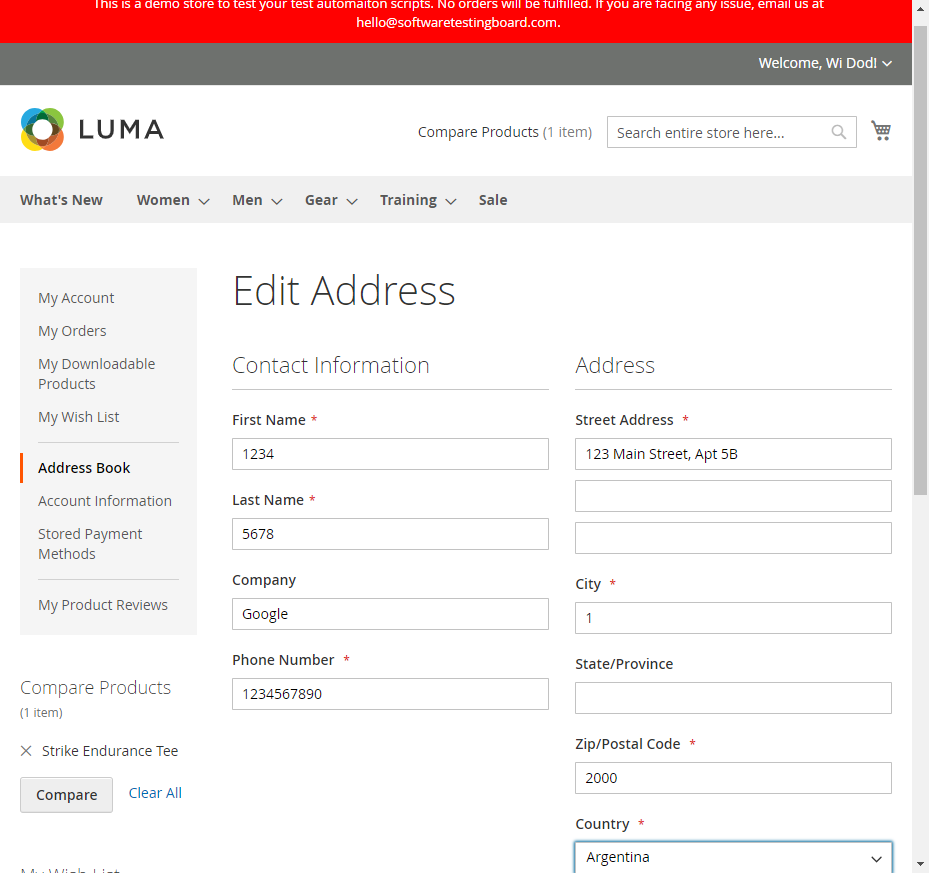 This is a demo store to test your test automaiton scripts. No orders will be fulfilled. If you are facing any issue, email us at
hello@softwaretestingboard.com.
Welcome, Wi Dod!
LUMA
Compare Products (1 item)
Search entire store here...
What's New
Women
Men
Gear
Training
Sale
My Account
My Orders
My Downloadable
Products
My Wish List
Address Book
Account Information
Stored Payment
Methods
My Product Reviews
Compare Products
(1 item)
Strike Endurance Tee
Compare
Clear All
My Wish List
Edit Address
Contact Information
First Name *
1234
Last Name *
5678
Company
Google
Phone Number *
1234567890
Address
Street Address *
123 Main Street, Apt 5B
City *
1
State/Province
Zip/Postal Code *
2000
Country *
Argentina